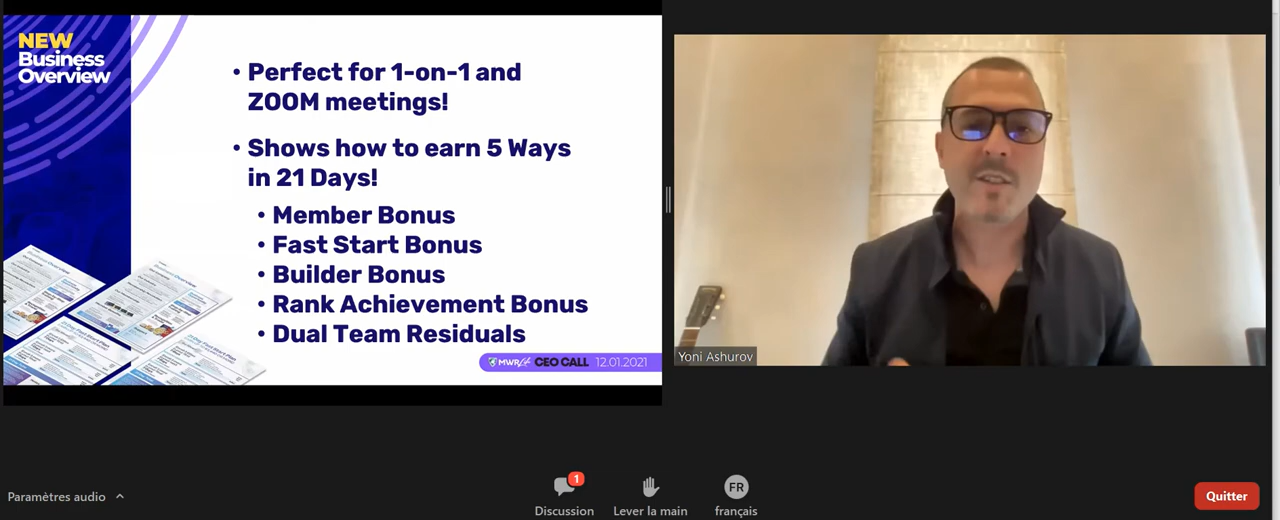 NEW
Business
Overview
• Perfect for 1-on-1 and
ZOOM meetings!
• Shows how to earn 5 Ways
in 21 Days!
• Member Bonus
• Fast Start Bonus
• Builder Bonus
• Rank Achievement Bonus
• Dual Team Residuals
MWR Life CEO CALL 12.01.2021
Yoni Ashurov
Paramètres audio
1
Discussion
Lever la main
FR
français
Quitter